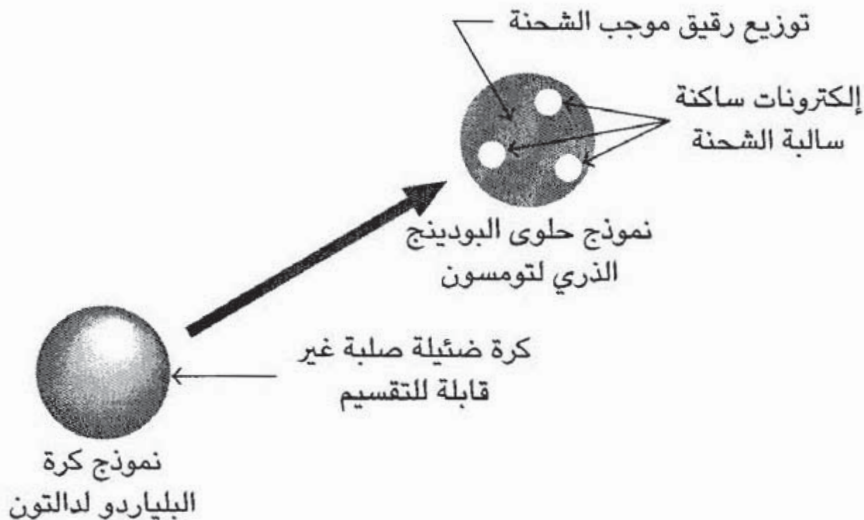 توزيع رقيق موجب الشحنة
إلكترونات ساكنة
سالبة الشحنة
نموذج حلوى البودينج
الذري لتومسون
كرة ضئيلة صلبة غير
قابلة للتقسيم
نموذج كرة
البلياردو لدالتون